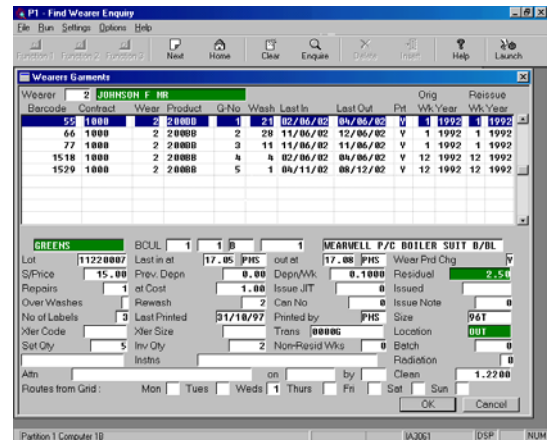 P1 - Find Wearer Enquiry
File Run Settings Options Help
Function 1 Function 2 Function 3 Next Home Clear Enquire Delete Insert Help Launch
Wearers Garments
Wearer 2 JOHNSON F MR Orig Reissue
Barcode Contract Wear Product G-No Wash Last In Last Out Prt Wk Year Wk Year
55 1000 2 200BB 1 21 02/06/02 04/06/02 Y 1 1992 1 1992
66 1000 2 200BB 2 28 11/06/02 12/06/02 Y 1 1992 1 1992
77 1000 2 200BB 3 11 11/06/02 11/06/02 Y 1 1992 1 1992
1518 1000 2 200BB 4 4 02/06/02 04/06/02 Y 12 1992 12 1992
1529 1000 2 200BB 5 1 04/11/02 08/12/02 Y 12 1992 12 1992
GREENS BCUL 1 1 B 1 WEARWELL P/C BOILER SUIT B/BL
Lot 11220007 Last in at 17.05 PMS out at 17.08 PMS Wear Prd Chg Y
S/Price 15.00 Prev. Depn 0.00 Depn/Wk 0.1000 Residual 2.50
Repairs 1 at Cost 1.00 Issue JIT 0 Issued
Over Washes Rewash 2 Can No 0 Issue Note 0
No of Labels 3 Last Printed 31/10/97 Printed by PMS Size 96T
Xfer Code Xfer Size Trans 0000G Location OUT
Set Qty 5 Inv Qty 2 Non-Resid Wks 0 Batch 0
Instns Radiation 0
Attn on by Clean 1.2200
Routes from Grid : Mon Tues Weds 1 Thurs Fri Sat Sun
OK Cancel
Partition 1 Computer 1B IA3061 DSP NUM